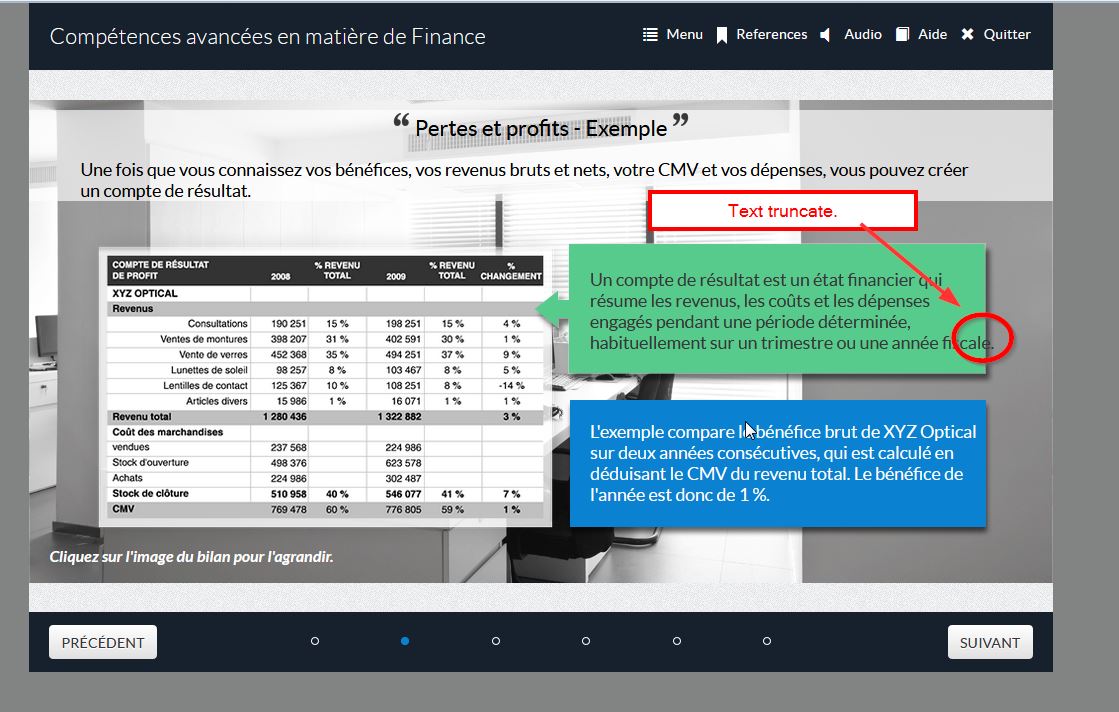 Compétences avancées en matière de Finance
Menu References Audio Aide Quitter
“ Pertes et profits - Exemple ”
Une fois que vous connaissez vos bénéfices, vos revenus bruts et nets, votre CMV et vos dépenses, vous pouvez créer
un compte de résultat.
Text truncate.
COMPTE DE RÉSULTAT
DE PROFIT
2008
% REVENU
TOTAL
2009
% REVENU
TOTAL
%
CHANGEMENT
XYZ OPTICAL
Revenus
Consultations 190 251 15 % 198 251 15 % 4 %
Ventes de montures 398 207 31 % 402 591 30 % 1 %
Vente de verres 452 368 35 % 494 251 37 % 9 %
Lunettes de soleil 98 257 8 % 103 467 8 % 5 %
Lentilles de contact 125 367 10 % 108 251 8 % -14 %
Articles divers 15 986 1 % 16 071 1 % 1 %
Revenu total 1 280 436 1 322 882 3 %
Coût des marchandises
vendues 237 568 224 986
Stock d'ouverture 498 376 623 578
Achats 224 986 302 487
Stock de clôture 510 958 40 % 546 077 41 % 7 %
CMV 769 478 60 % 776 805 59 % 1 %
Un compte de résultat est un état financier qui
résume les revenus, les coûts et les dépenses
engagés pendant une période déterminée,
habituellement sur un trimestre ou une année fiscale.
L'exemple compare le bénéfice brut de XYZ Optical
sur deux années consécutives, qui est calculé en
déduisant le CMV du revenu total. Le bénéfice de
l'année est donc de 1 %.
Cliquez sur l'image du bilan pour l'agrandir.
PRÉCÉDENT
SUIVANT